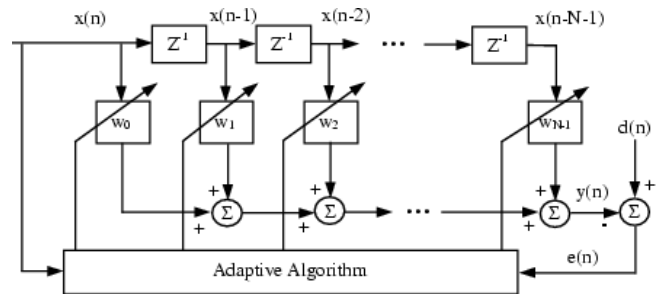 x(n) x(n-1) x(n-2) x(n-N-1)
Z⁻¹ Z⁻¹ ... Z⁻¹
w₀ w₁ w₂ wN-1
d(n)
+ + + +
Σ Σ ... Σ y(n) Σ
+ + + -
Adaptive Algorithm e(n)